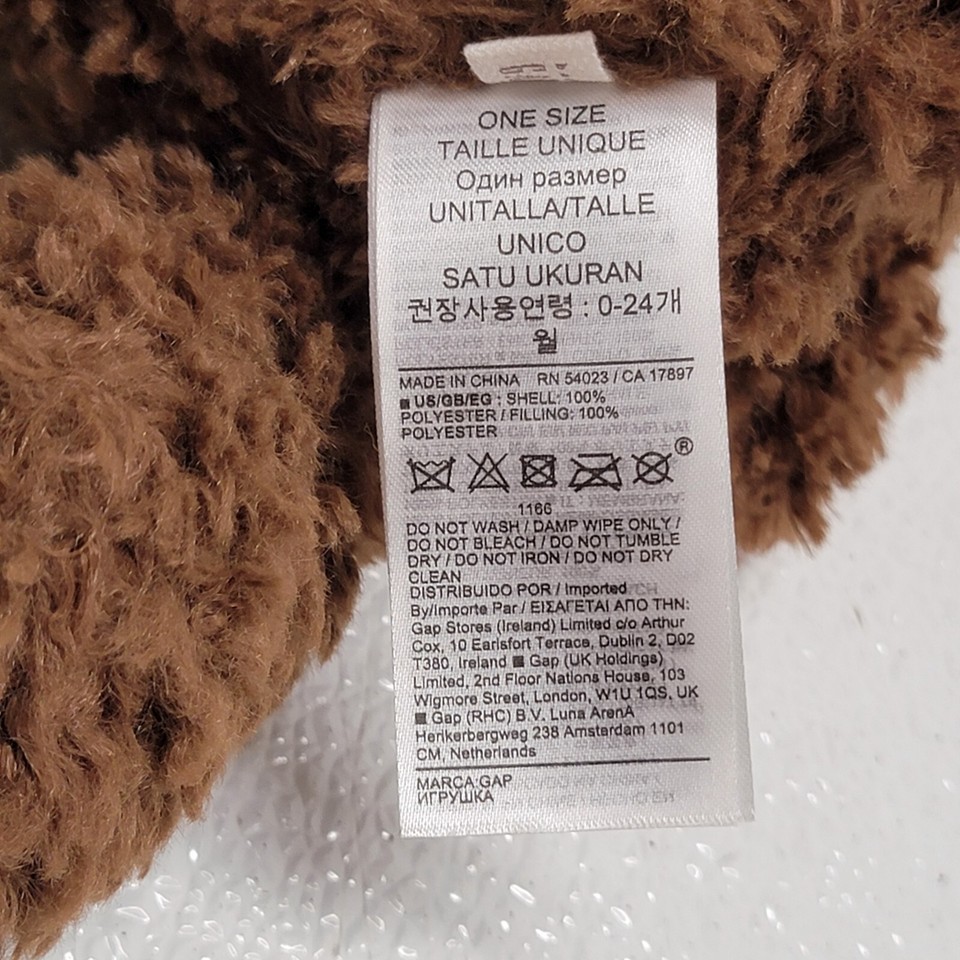 ONE SIZE
TAILLE UNIQUE
Один размер
UNITALLA/TALLE
UNICO
SATU UKURAN
권장사용연령 : 0-24개
월
MADE IN CHINA RN 54023 / CA 17897
■ US/GB/EG : SHELL: 100%
POLYESTER / FILLING: 100%
POLYESTER
®
1166
DO NOT WASH / DAMP WIPE ONLY /
DO NOT BLEACH / DO NOT TUMBLE
DRY / DO NOT IRON / DO NOT DRY
CLEAN
DISTRIBUIDO POR / Imported
By/Importe Par / ΕΙΣΑΓΕΤΑΙ ΑΠΟ ΤΗΝ:
Gap Stores (Ireland) Limited c/o Arthur
Cox, 10 Earlsfort Terrace, Dublin 2, D02
T380, Ireland ■ Gap (UK Holdings)
Limited, 2nd Floor Nations House, 103
Wigmore Street, London, W1U 1QS, UK
■ Gap (RHC) B.V. Luna ArenA
Herikerbergweg 238 Amsterdam 1101
CM, Netherlands
MARCA:GAP
ИГРУШКА